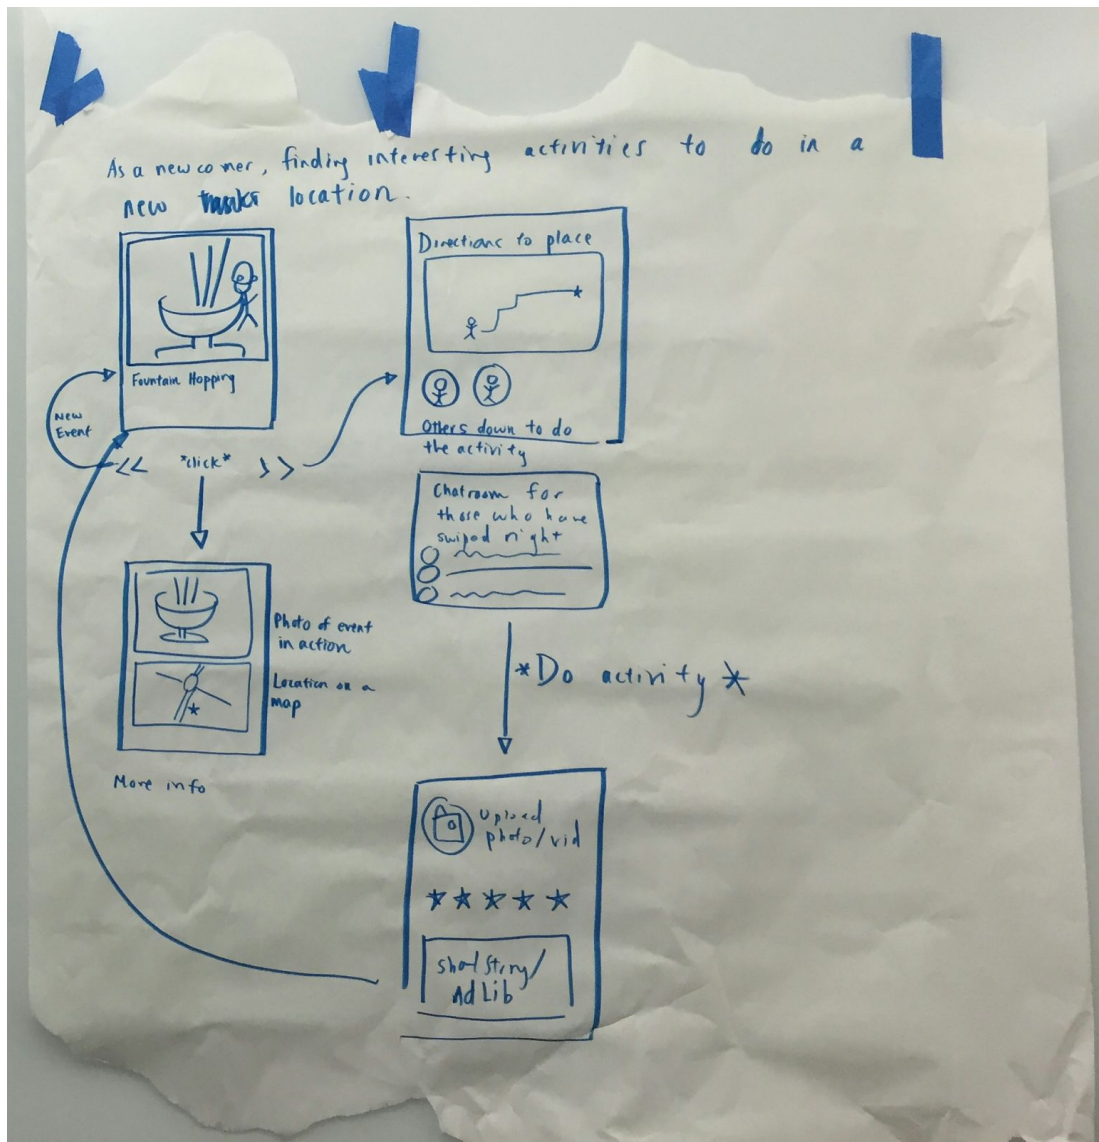 As a new comer, finding interesting activities to do in a
new location.
Fountain Hopping
New
Event
<< *click* >>
Photo of event
in action
Location on a
map
More info
Directions to place
Others down to do
the activity
Chatroom for
those who have
swiped right
*Do activity*
Upload
photo/vid
Story/
Ad Lib